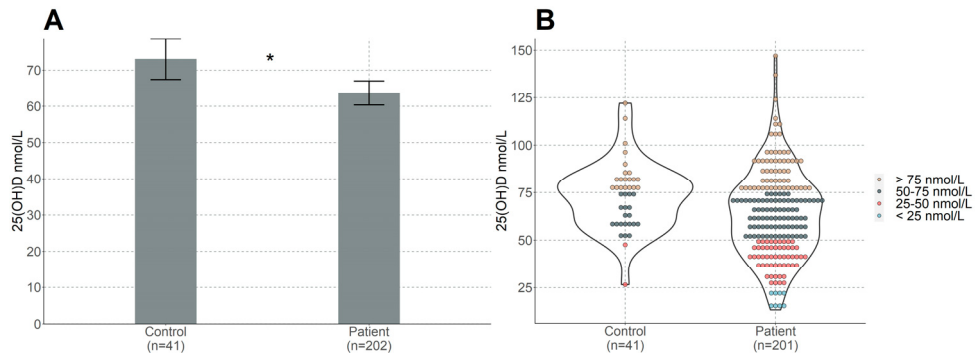 A
25(OH)D nmol/L
70
60
50
40
30
20
10
0
*
Control
(n=41)
Patient
(n=202)
B
25(OH)D nmol/L
150
125
100
75
50
25
Control
(n=41)
Patient
(n=201)
> 75 nmol/L
50-75 nmol/L
25-50 nmol/L
< 25 nmol/L